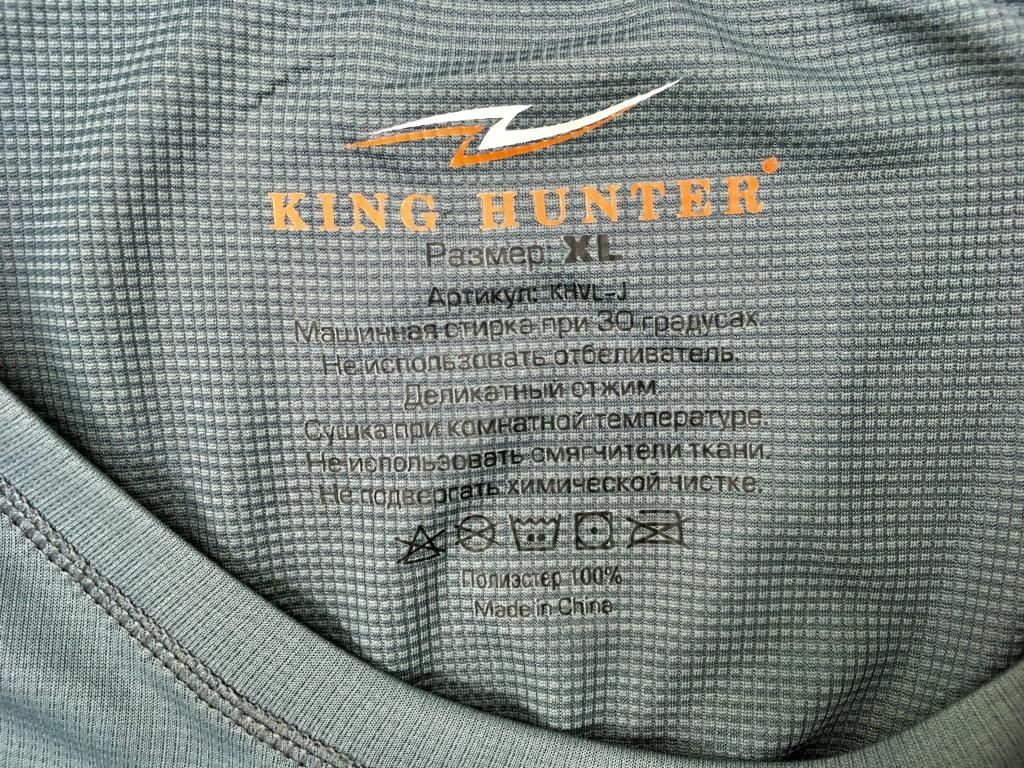 KING HUNTER
Размер: XL
Артикул: KHVL-J
Машинная стирка при 30 градусах.
Не использовать отбеливатель.
Деликатный отжим.
Сушка при комнатной температуре.
Не использовать смягчители ткани.
Не подвергать химической чистке.
Полиэстер 100%
Made in China